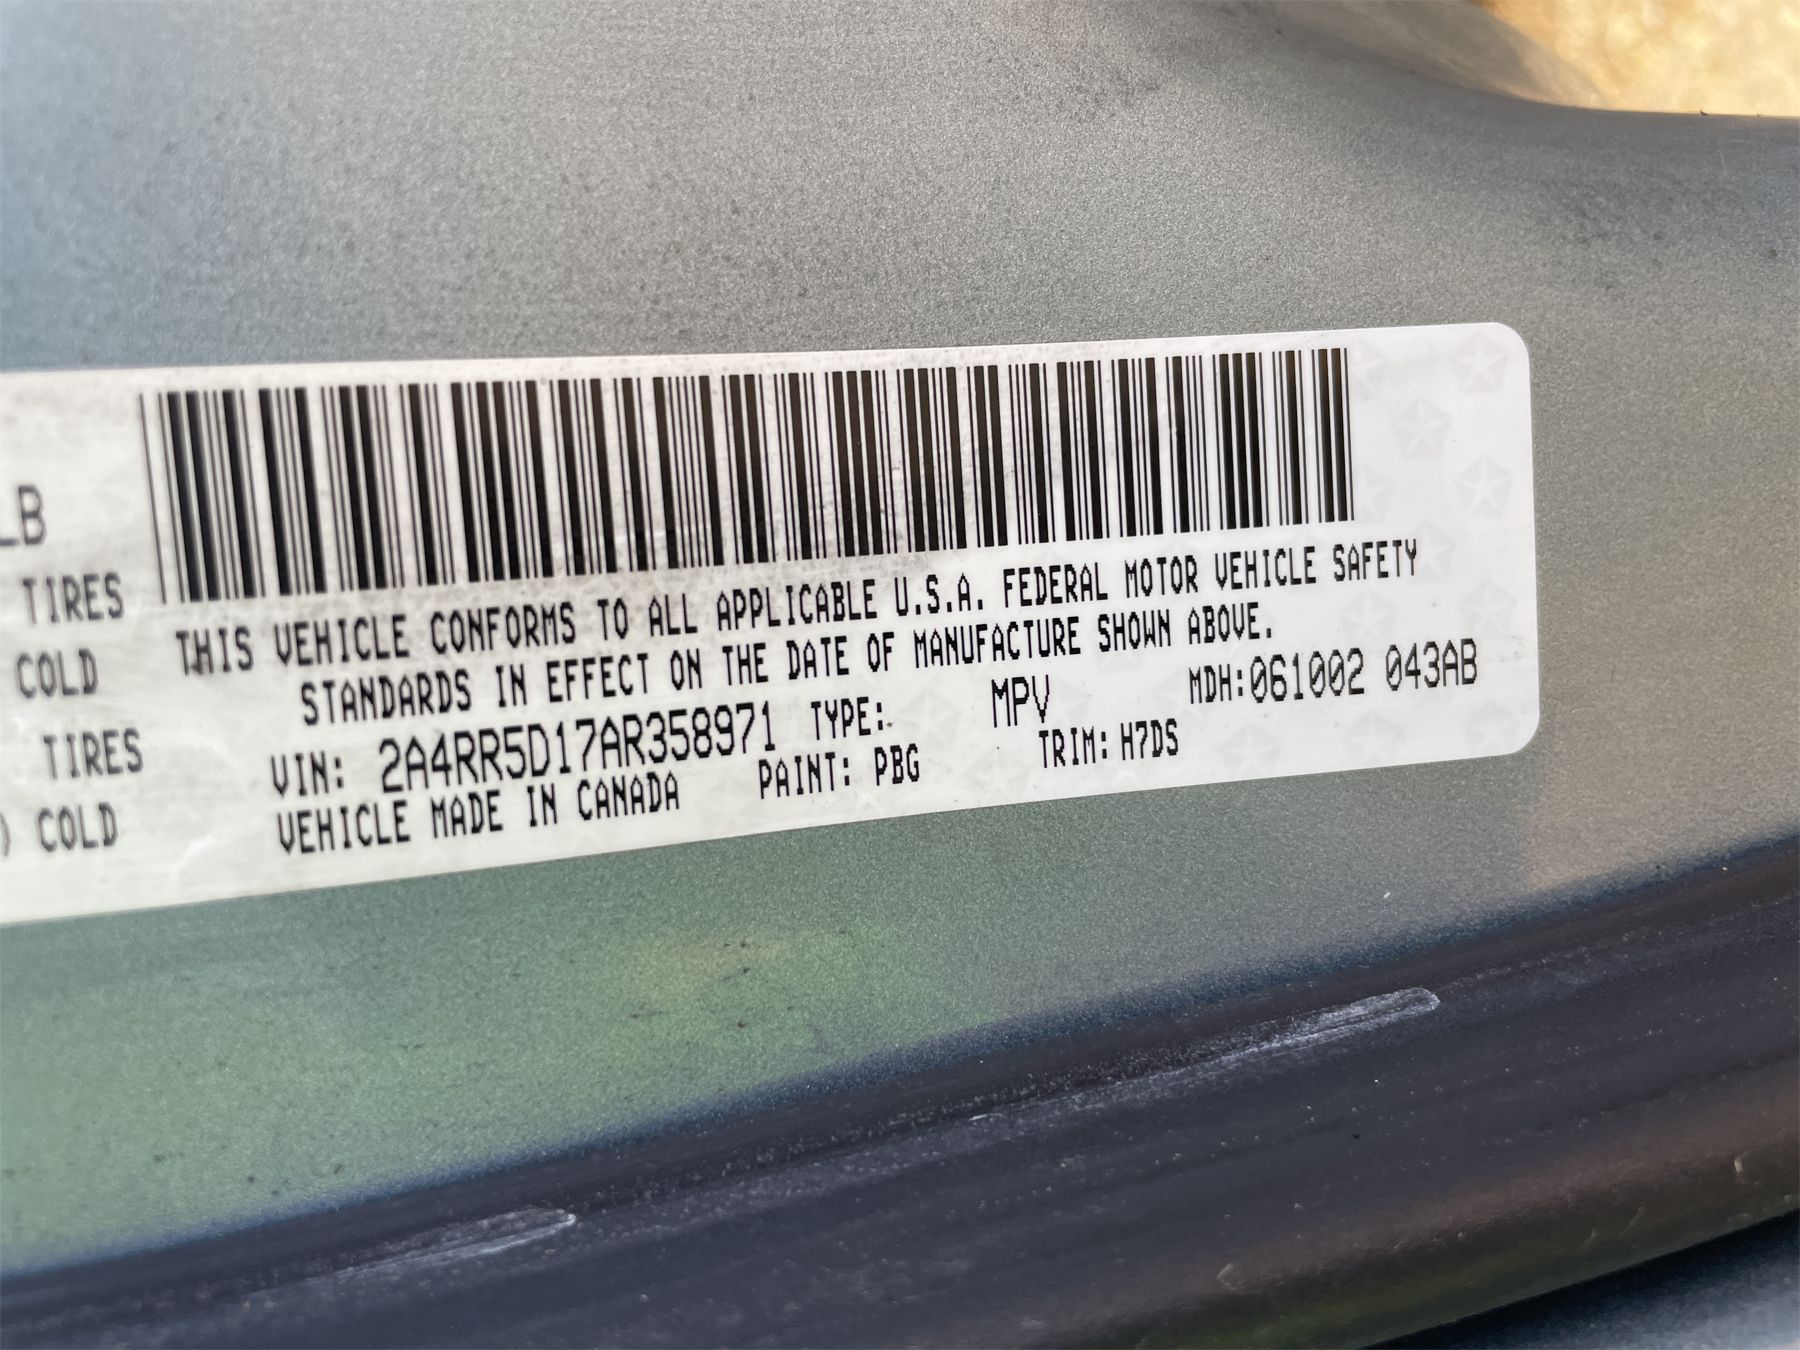 LB
TIRES
COLD
TIRES
) COLD
THIS VEHICLE CONFORMS TO ALL APPLICABLE U.S.A. FEDERAL MOTOR VEHICLE SAFETY
STANDARDS IN EFFECT ON THE DATE OF MANUFACTURE SHOWN ABOVE.
VIN: 2A4RR5D17AR358971 TYPE: MPV MDH:061002 043AB
VEHICLE MADE IN CANADA PAINT: PBG TRIM: H7DS